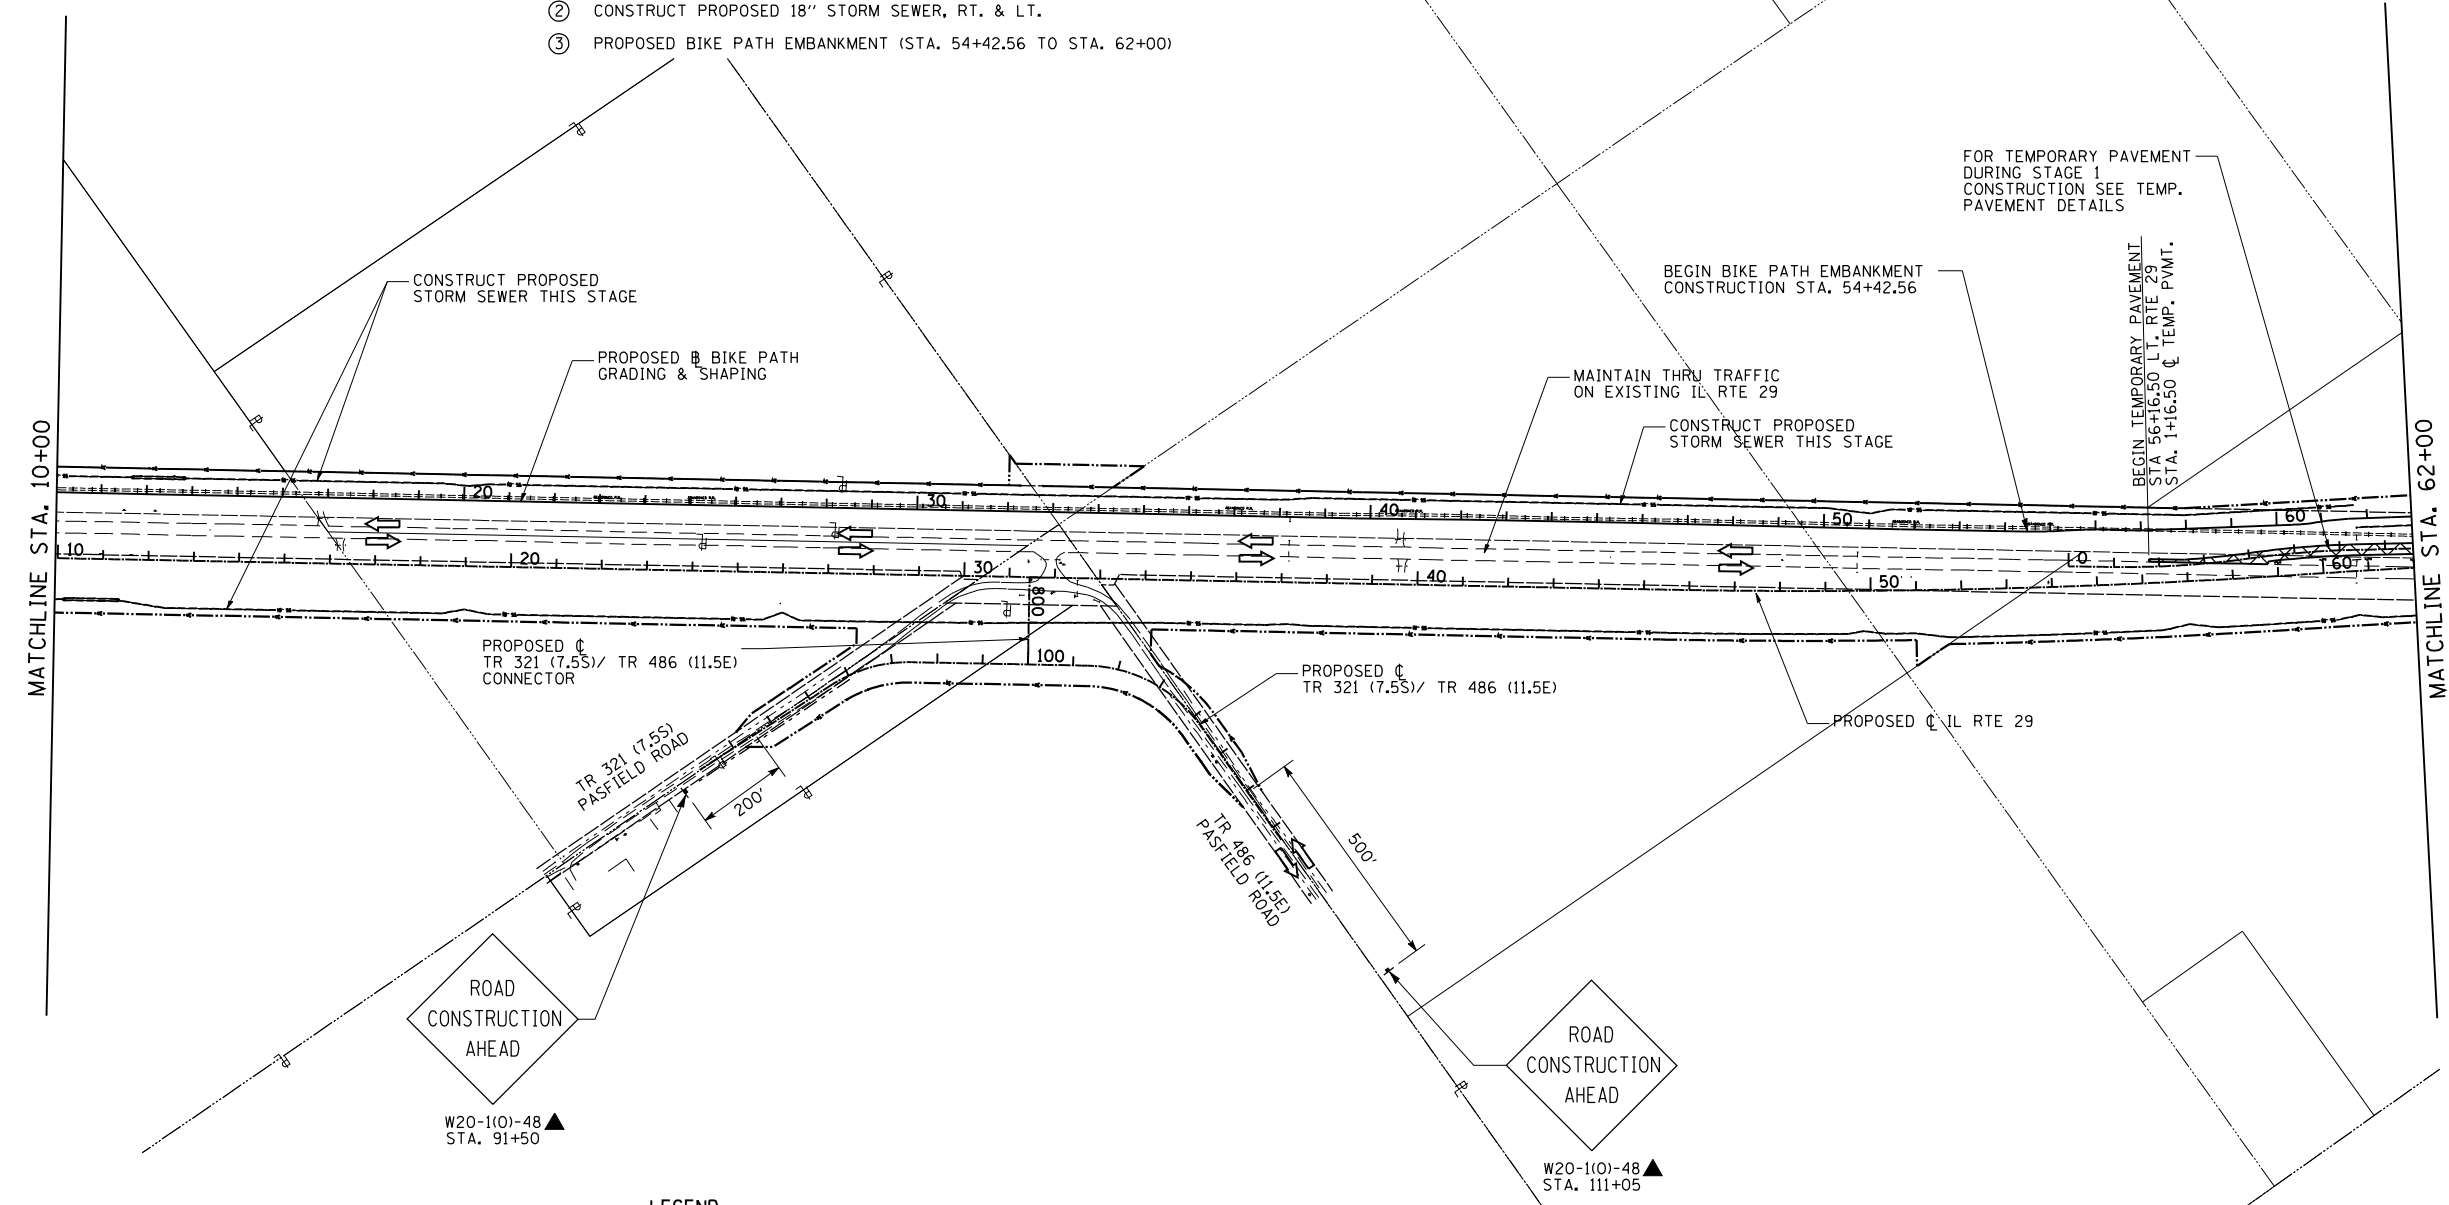 ② CONSTRUCT PROPOSED 18" STORM SEWER, RT. & LT.
③ PROPOSED BIKE PATH EMBANKMENT (STA. 54+42.56 TO STA. 62+00)
FOR TEMPORARY PAVEMENT
DURING STAGE 1
CONSTRUCTION SEE TEMP.
PAVEMENT DETAILS
CONSTRUCT PROPOSED
STORM SEWER THIS STAGE
BEGIN BIKE PATH EMBANKMENT
CONSTRUCTION STA. 54+42.56
BEGIN TEMPORARY PAVEMENT
STA 56+16.50 LT. RTE 29
STA. 1+16.50 ℄ TEMP. PVMT.
PROPOSED ℄ BIKE PATH
GRADING & SHAPING
MAINTAIN THRU TRAFFIC
ON EXISTING IL RTE 29
CONSTRUCT PROPOSED
STORM SEWER THIS STAGE
MATCHLINE STA. 10+00
MATCHLINE STA. 62+00
20
30
40
50
60
10
20
30
40
50
0
60
800
100
PROPOSED ℄
TR 321 (7.5S)/ TR 486 (11.5E)
CONNECTOR
PROPOSED ℄
TR 321 (7.5S)/ TR 486 (11.5E)
PROPOSED ℄ IL RTE 29
TR 321 (7.5S)
PASFIELD ROAD
200'
TR 486 (11.5E)
PASFIELD ROAD
500'
ROAD
CONSTRUCTION
AHEAD
W20-1(O)-48
STA. 91+50
ROAD
CONSTRUCTION
AHEAD
W20-1(O)-48
STA. 111+05
LEGEND